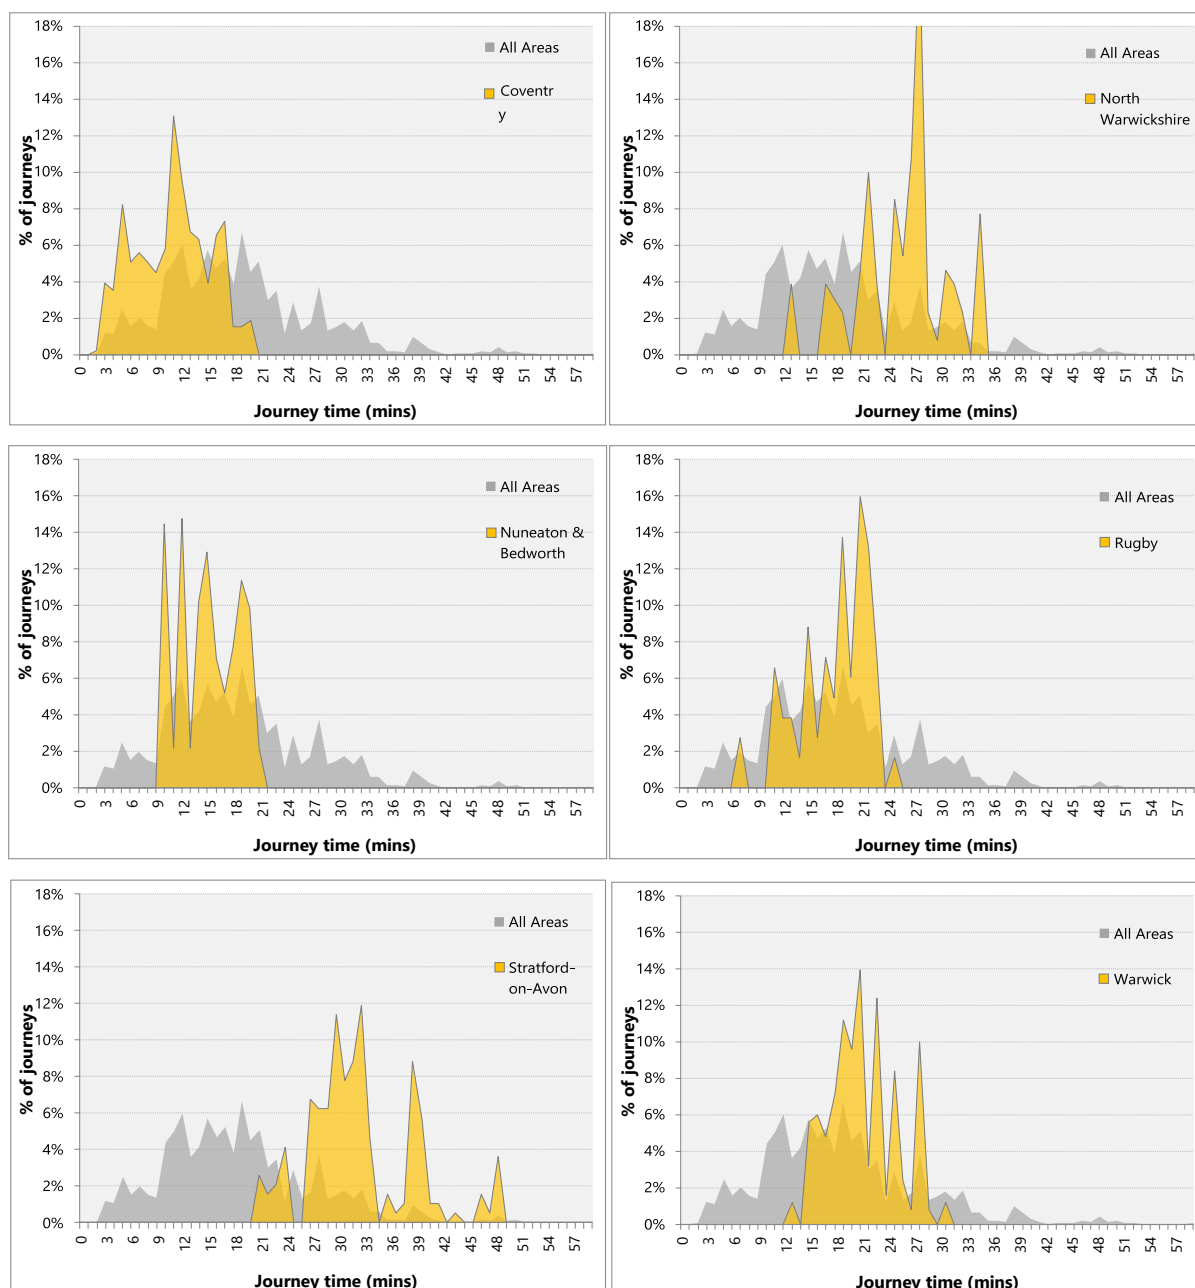 18%
16%
14%
12%
10%
8%
6%
4%
2%
0%
% of journeys
All Areas
Coventr
y
0 3 6 9 12 15 18 21 24 27 30 33 36 39 42 45 48 51 54 57
Journey time (mins)
18%
16%
14%
12%
10%
8%
6%
4%
2%
0%
% of journeys
All Areas
North
Warwickshire
0 3 6 9 12 15 18 21 24 27 30 33 36 39 42 45 48 51 54 57
Journey time (mins)
18%
16%
14%
12%
10%
8%
6%
4%
2%
0%
% of journeys
All Areas
Nuneaton &
Bedworth
0 3 6 9 12 15 18 21 24 27 30 33 36 39 42 45 48 51 54 57
Journey time (mins)
18%
16%
14%
12%
10%
8%
6%
4%
2%
0%
% of journeys
All Areas
Rugby
0 3 6 9 12 15 18 21 24 27 30 33 36 39 42 45 48 51 54 57
Journey time (mins)
18%
16%
14%
12%
10%
8%
6%
4%
2%
0%
% of journeys
All Areas
Stratford-
on-Avon
0 3 6 9 12 15 18 21 24 27 30 33 36 39 42 45 48 51 54 57
Journey time (mins)
18%
16%
14%
12%
10%
8%
6%
4%
2%
0%
% of journeys
All Areas
Warwick
0 3 6 9 12 15 18 21 24 27 30 33 36 39 42 45 48 51 54 57
Journey time (mins)